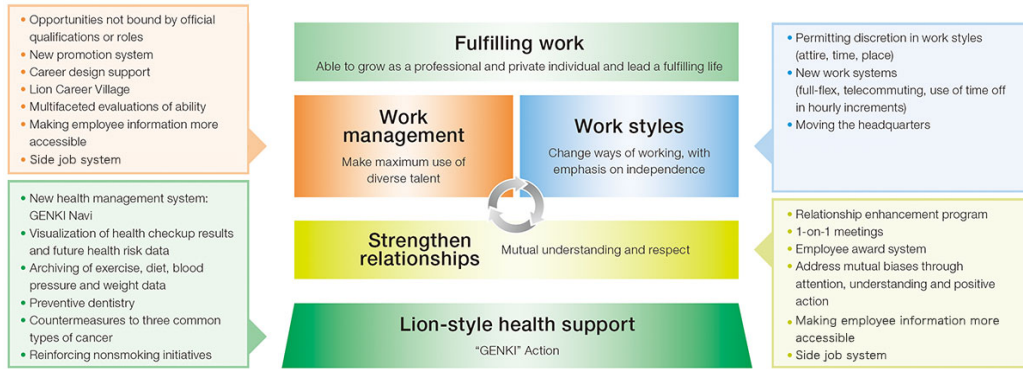 • Opportunities not bound by official
qualifications or roles
• New promotion system
• Career design support
• Lion Career Village
• Multifaceted evaluations of ability
• Making employee information more
accessible
• Side job system
• New health management system:
GENKI Navi
• Visualization of health checkup results
and future health risk data
• Archiving of exercise, diet, blood
pressure and weight data
• Preventive dentistry
• Countermeasures to three common
types of cancer
• Reinforcing nonsmoking initiatives
Fulfilling work
Able to grow as a professional and private individual and lead a fulfilling life
Work
management
Make maximum use of
diverse talent
Work styles
Change ways of working, with
emphasis on independence
Strengthen
relationships
Mutual understanding and respect
Lion-style health support
“GENKI” Action
• Permitting discretion in work styles
(attire, time, place)
• New work systems
(full-flex, telecommuting, use of time off
in hourly increments)
• Moving the headquarters
• Relationship enhancement program
• 1-on-1 meetings
• Employee award system
• Address mutual biases through
attention, understanding and positive
action
• Making employee information more
accessible
• Side job system